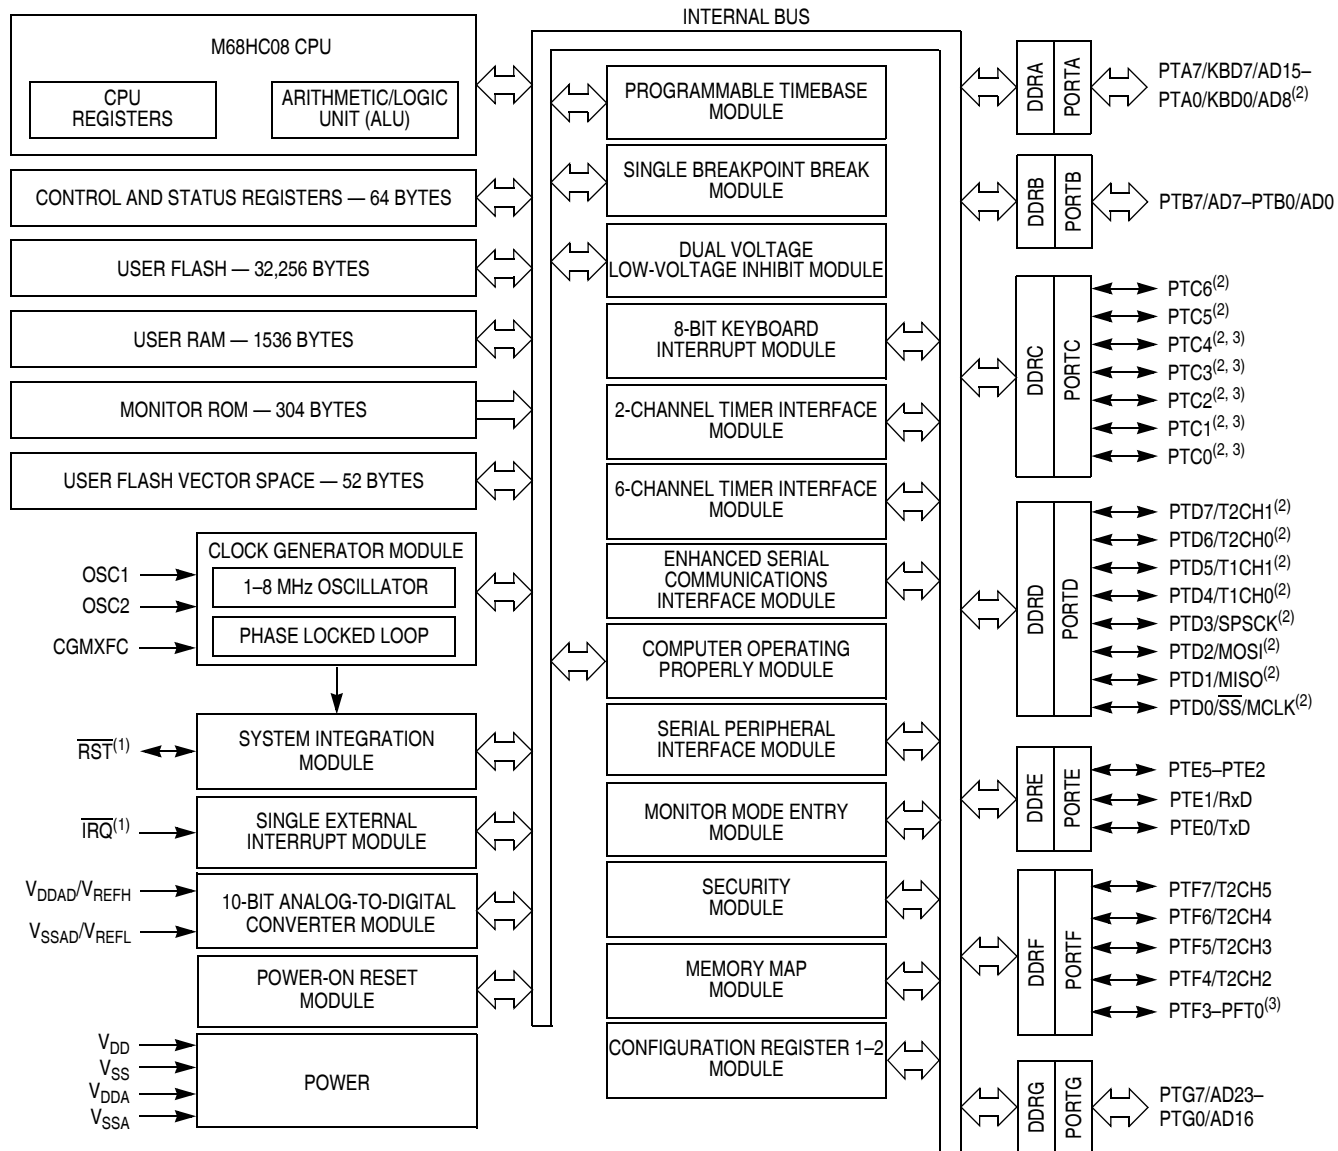 INTERNAL BUS
M68HC08 CPU
CPU
REGISTERS
ARITHMETIC/LOGIC
UNIT (ALU)
CONTROL AND STATUS REGISTERS — 64 BYTES
USER FLASH — 32,256 BYTES
USER RAM — 1536 BYTES
MONITOR ROM — 304 BYTES
USER FLASH VECTOR SPACE — 52 BYTES
CLOCK GENERATOR MODULE
1–8 MHz OSCILLATOR
PHASE LOCKED LOOP
OSC1
OSC2
CGMXFC
SYSTEM INTEGRATION
MODULE
RST(1)
SINGLE EXTERNAL
INTERRUPT MODULE
IRQ(1)
10-BIT ANALOG-TO-DIGITAL
CONVERTER MODULE
VDDAD/VREFH
VSSAD/VREFL
POWER-ON RESET
MODULE
POWER
VDD
VSS
VDDA
VSSA
PROGRAMMABLE TIMEBASE
MODULE
SINGLE BREAKPOINT BREAK
MODULE
DUAL VOLTAGE
LOW-VOLTAGE INHIBIT MODULE
8-BIT KEYBOARD
INTERRUPT MODULE
2-CHANNEL TIMER INTERFACE
MODULE
6-CHANNEL TIMER INTERFACE
MODULE
ENHANCED SERIAL
COMMUNICATIONS
INTERFACE MODULE
COMPUTER OPERATING
PROPERLY MODULE
SERIAL PERIPHERAL
INTERFACE MODULE
MONITOR MODE ENTRY
MODULE
SECURITY
MODULE
MEMORY MAP
MODULE
CONFIGURATION REGISTER 1–2
MODULE
DDRA
PORTA
PTA7/KBD7/AD15–
PTA0/KBD0/AD8(2)
DDRB
PORTB
PTB7/AD7–PTB0/AD0
DDRC
PORTC
PTC6(2)
PTC5(2)
PTC4(2, 3)
PTC3(2, 3)
PTC2(2, 3)
PTC1(2, 3)
PTC0(2, 3)
DDRD
PORTD
PTD7/T2CH1(2)
PTD6/T2CH0(2)
PTD5/T1CH1(2)
PTD4/T1CH0(2)
PTD3/SPSCK(2)
PTD2/MOSI(2)
PTD1/MISO(2)
PTD0/SS/MCLK(2)
DDRE
PORTE
PTE5–PTE2
PTE1/RxD
PTE0/TxD
DDRF
PORTF
PTF7/T2CH5
PTF6/T2CH4
PTF5/T2CH3
PTF4/T2CH2
PTF3–PFT0(3)
DDRG
PORTG
PTG7/AD23–
PTG0/AD16